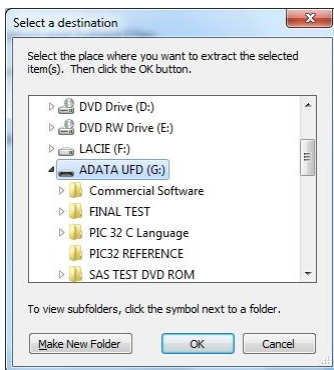 Select a destination
Select the place where you want to extract the selected
item(s). Then click the OK button.
DVD Drive (D:)
DVD RW Drive (E:)
LACIE (F:)
ADATA UFD (G:)
Commercial Software
FINAL TEST
PIC 32 C Language
PIC32 REFERENCE
SAS TEST DVD ROM
To view subfolders, click the symbol next to a folder.
Make New Folder OK Cancel